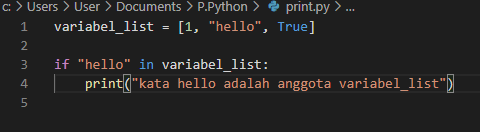 c: > Users > User > Documents > P.Python > print.py > ...
1 variabel_list = [1, "hello", True]
2
3 if "hello" in variabel_list:
4 print("kata hello adalah anggota variabel_list")
5